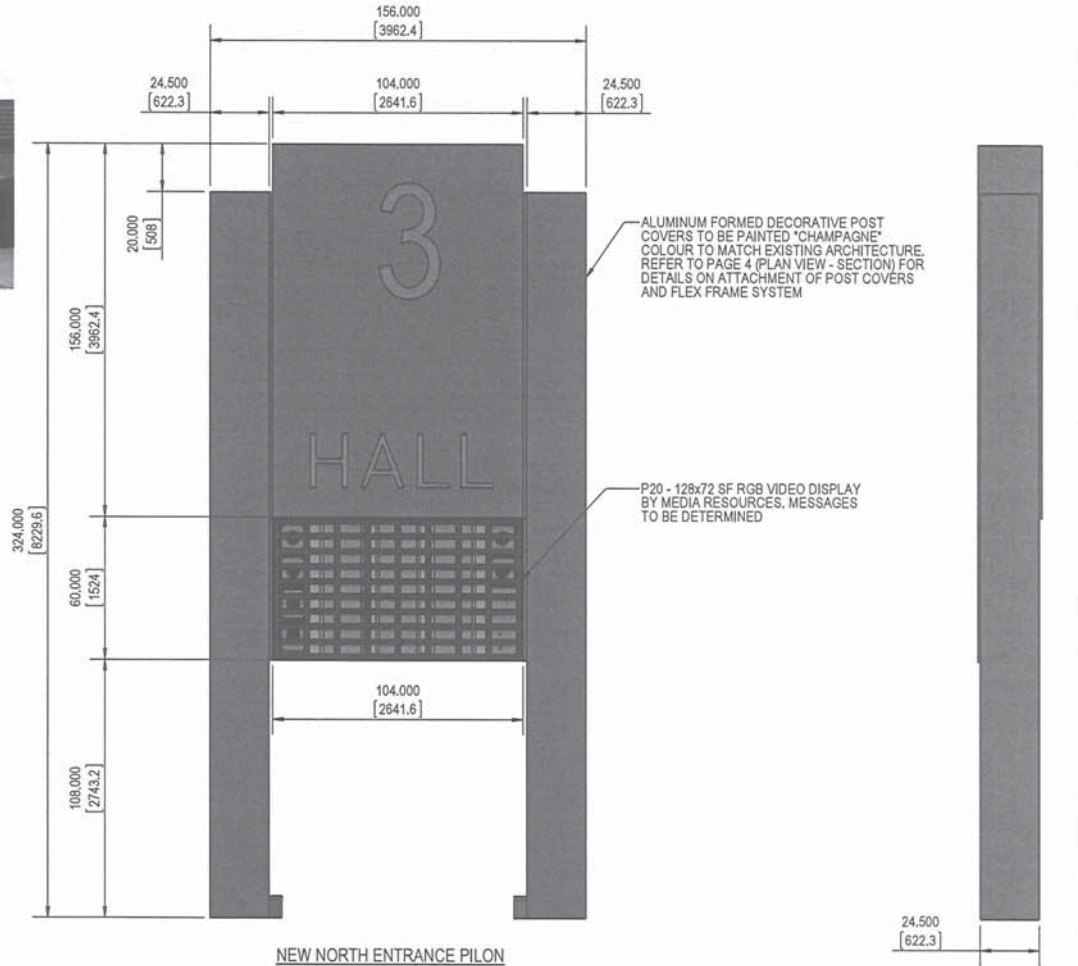 156.000
[3962.4]
24.500
[622.3]
104.000
[2641.6]
24.500
[622.3]
20.000
[508]
156.000
[3962.4]
324.000
[8229.6]
60.000
[1524]
108.000
[2743.2]
3
HALL
ALUMINUM FORMED DECORATIVE POST
COVERS TO BE PAINTED "CHAMPAGNE"
COLOUR TO MATCH EXISTING ARCHITECTURE.
REFER TO PAGE 4 (PLAN VIEW - SECTION) FOR
DETAILS ON ATTACHMENT OF POST COVERS
AND FLEX FRAME SYSTEM
P20 - 128x72 SF RGB VIDEO DISPLAY
BY MEDIA RESOURCES. MESSAGES
TO BE DETERMINED
104.000
[2641.6]
24.500
[622.3]
NEW NORTH ENTRANCE PILON